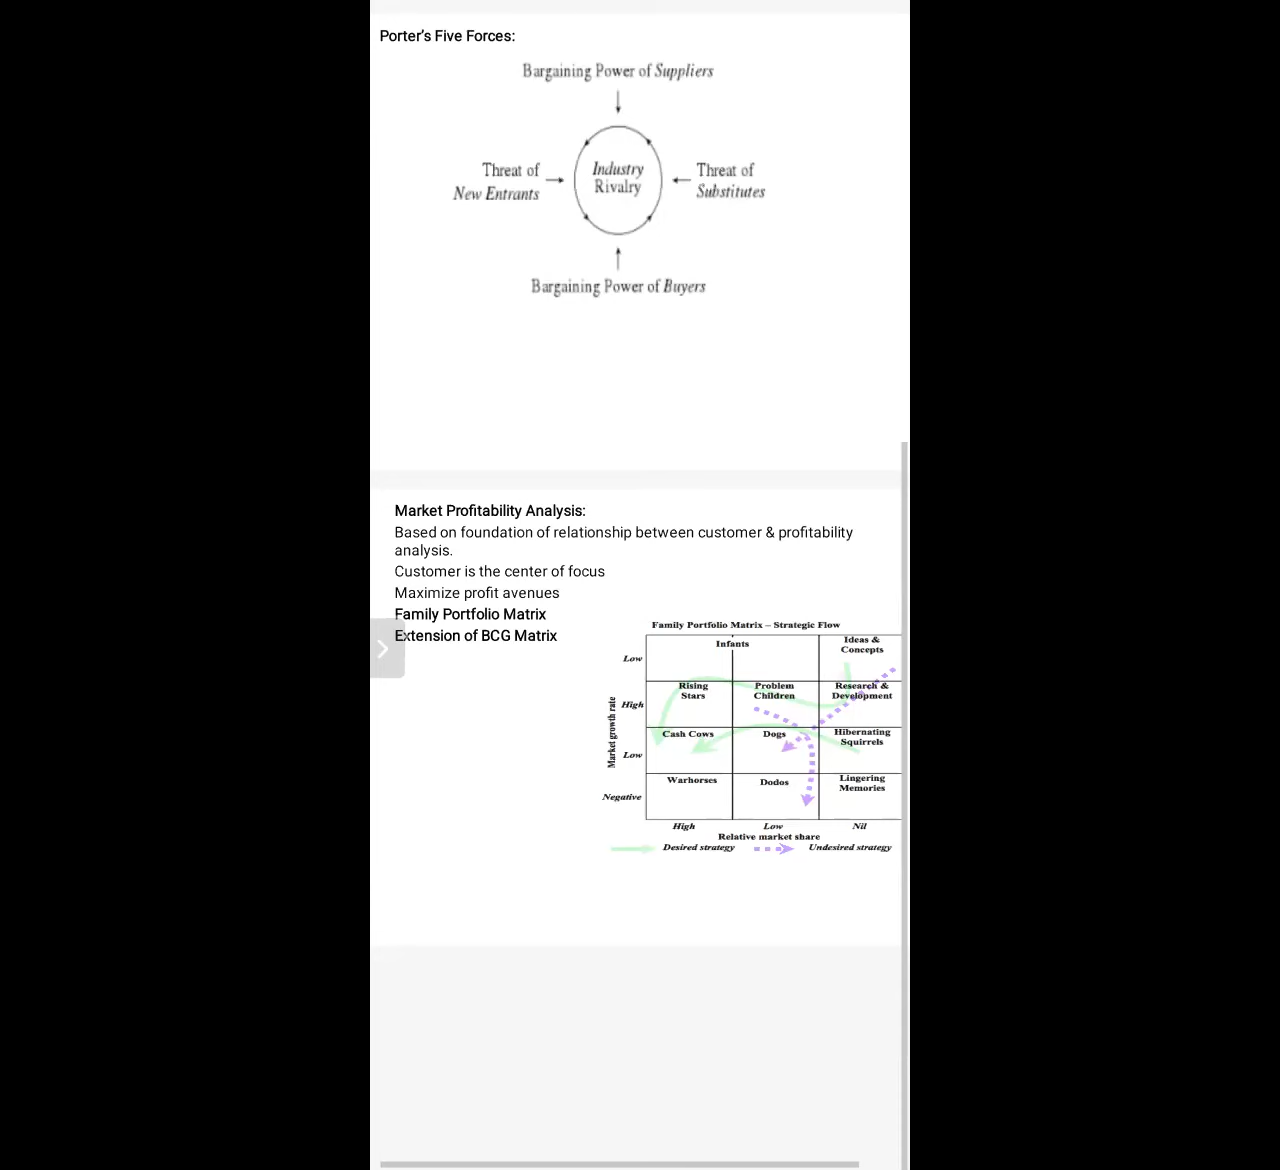 Porter's Five Forces:
Bargaining Power of Suppliers
Threat of
New Entrants
Industry
Rivalry
Threat of
Substitutes
Bargaining Power of Buyers
Market Profitability Analysis:
Based on foundation of relationship between customer & profitability
analysis.
Customer is the center of focus
Maximize profit avenues
Family Portfolio Matrix
Extension of BCG Matrix
Family Portfolio Matrix – Strategic Flow
Market growth rate
Low
Infants
Ideas &
Concepts
High
Rising
Stars
Problem
Children
Research &
Development
Low
Cash Cows
Dogs
Hibernating
Squirrels
Negative
Warhorses
Dodos
Lingering
Memories
High
Low
Nil
Relative market share
Desired strategy
Undesired strategy